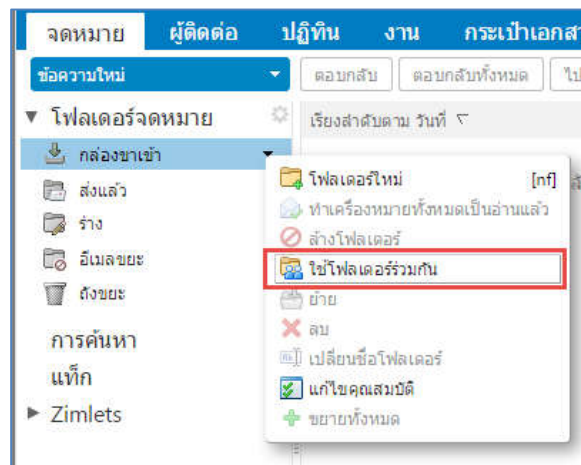 จดหมาย ผู้ติดต่อ ปฏิทิน งาน กระเป๋าเอกสา
ข้อความใหม่ ตอบกลับ ตอบกลับทั้งหมด ไป
โฟลเดอร์จดหมาย เรียงลำดับตาม วันที่
กล่องขาเข้า
ส่งแล้ว
ร่าง
อีเมลขยะ
ถังขยะ
การค้นหา
แท็ก
Zimlets
โฟลเดอร์ใหม่ [nf]
ทำเครื่องหมายทั้งหมดเป็นอ่านแล้ว
ล้างโฟลเดอร์
ใช้โฟลเดอร์ร่วมกัน
ย้าย
ลบ
เปลี่ยนชื่อโฟลเดอร์
แก้ไขคุณสมบัติ
ขยายทั้งหมด